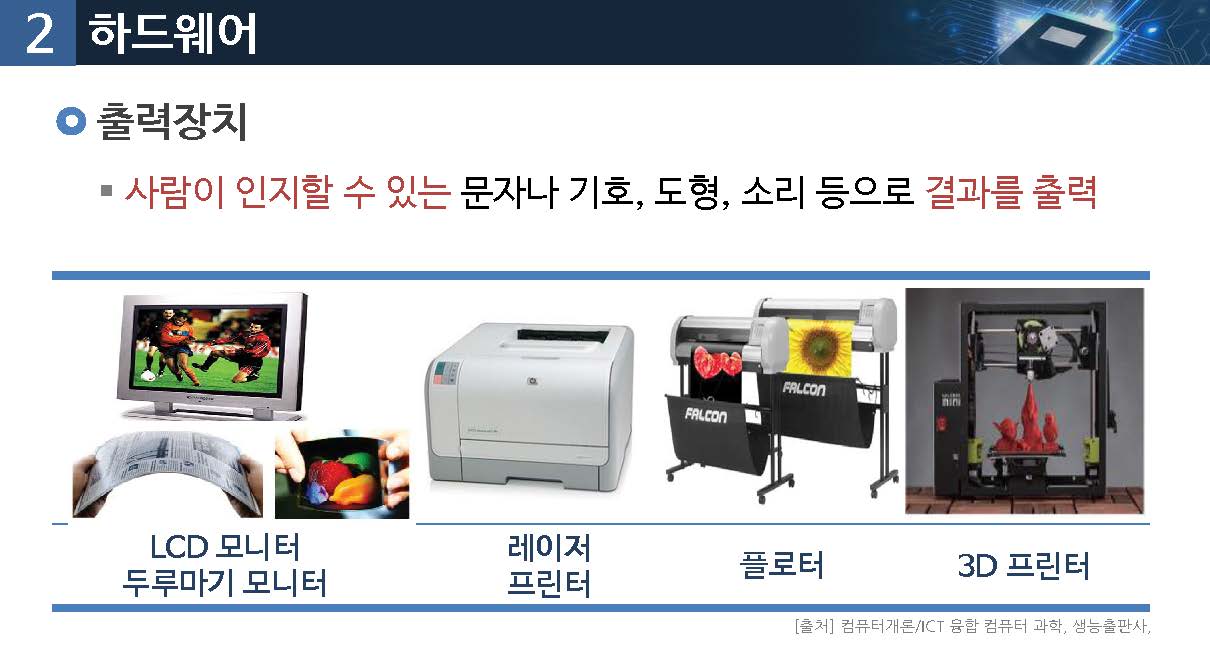 2 하드웨어
출력장치
사람이 인지할 수 있는 문자나 기호, 도형, 소리 등으로 결과를 출력
FALCON
FALCON
MINI
LCD 모니터
두루마기 모니터
레이저
프린터
플로터
3D 프린터
[출처] 컴퓨터개론/ICT 융합 컴퓨터 과학, 생능출판사,